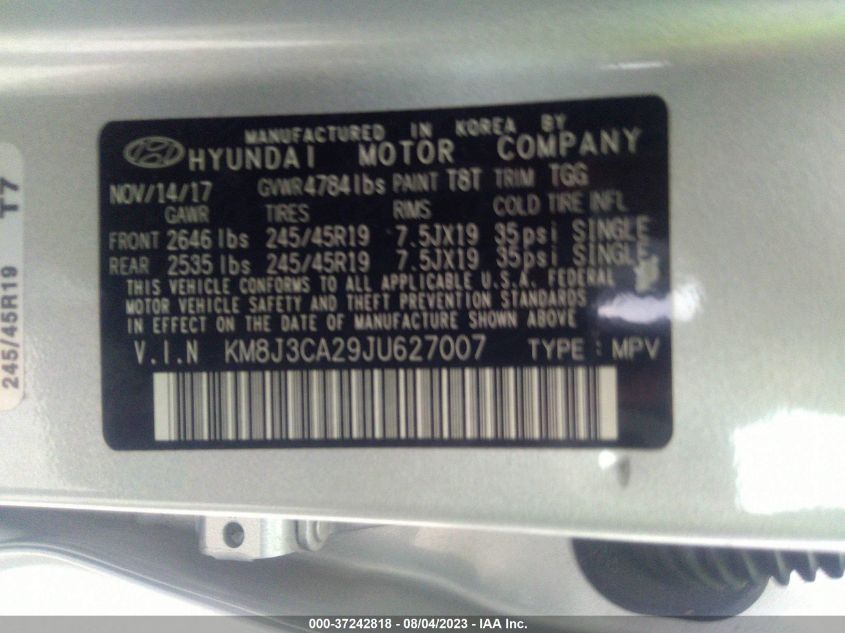 MANUFACTURED IN KOREA BY
HYUNDAI MOTOR COMPANY
NOV/14/17 GVWR4784lbs PAINT T8T TRIM TGG
GAWR TIRES RIMS COLD TIRE INFL
FRONT 2646 lbs 245/45R19 7.5JX19 35psi SINGLE
REAR 2535 lbs 245/45R19 7.5JX19 35psi SINGLE
THIS VEHICLE CONFORMS TO ALL APPLICABLE U.S.A. FEDERAL
MOTOR VEHICLE SAFETY AND THEFT PREVENTION STANDARDS
IN EFFECT ON THE DATE OF MANUFACTURE SHOWN ABOVE.
V.I.N KM8J3CA29JU627007 TYPE : MPV
245/45R19 T7
000-37242818 - 08/04/2023 - IAA Inc.